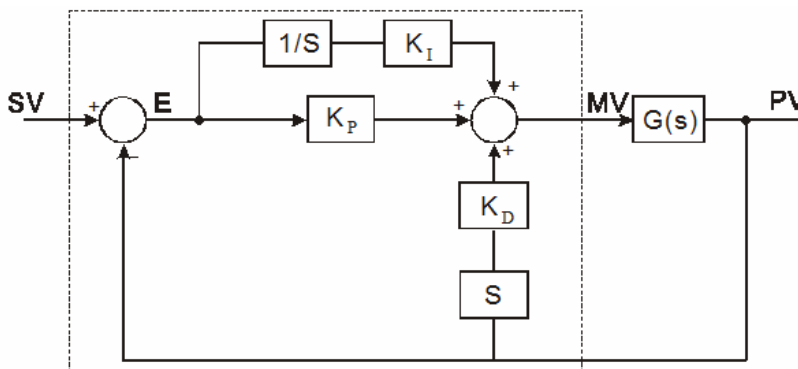 1/S
K_I
SV
+
E
K_P
+
+
MV
G(s)
PV
−
+
K_D
S